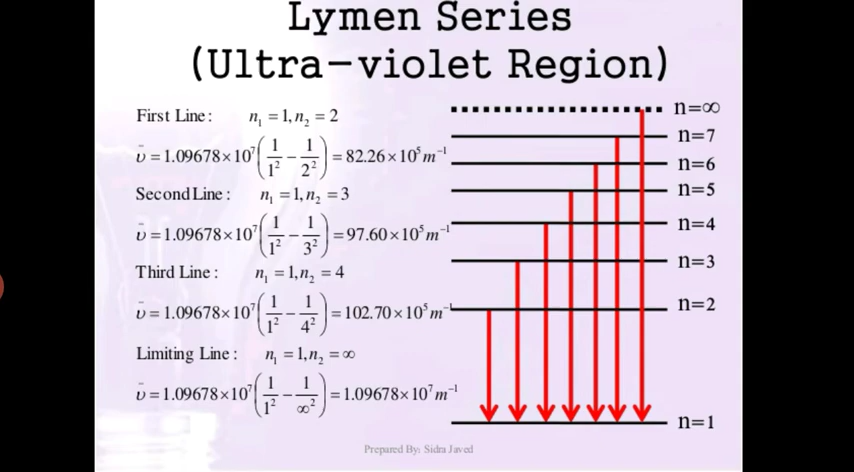 Lymen Series
(Ultra-violet Region)
First Line: n₁ = 1, n₂ = 2
ῡ = 1.09678 × 10⁷ (1/1² − 1/2²) = 82.26 × 10⁵ m⁻¹
Second Line: n₁ = 1, n₂ = 3
ῡ = 1.09678 × 10⁷ (1/1² − 1/3²) = 97.60 × 10⁵ m⁻¹
Third Line: n₁ = 1, n₂ = 4
ῡ = 1.09678 × 10⁷ (1/1² − 1/4²) = 102.70 × 10⁵ m⁻¹
Limiting Line: n₁ = 1, n₂ = ∞
ῡ = 1.09678 × 10⁷ (1/1² − 1/∞²) = 1.09678 × 10⁷ m⁻¹
n=∞
n=7
n=6
n=5
n=4
n=3
n=2
n=1
Prepared By: Sidra Javed